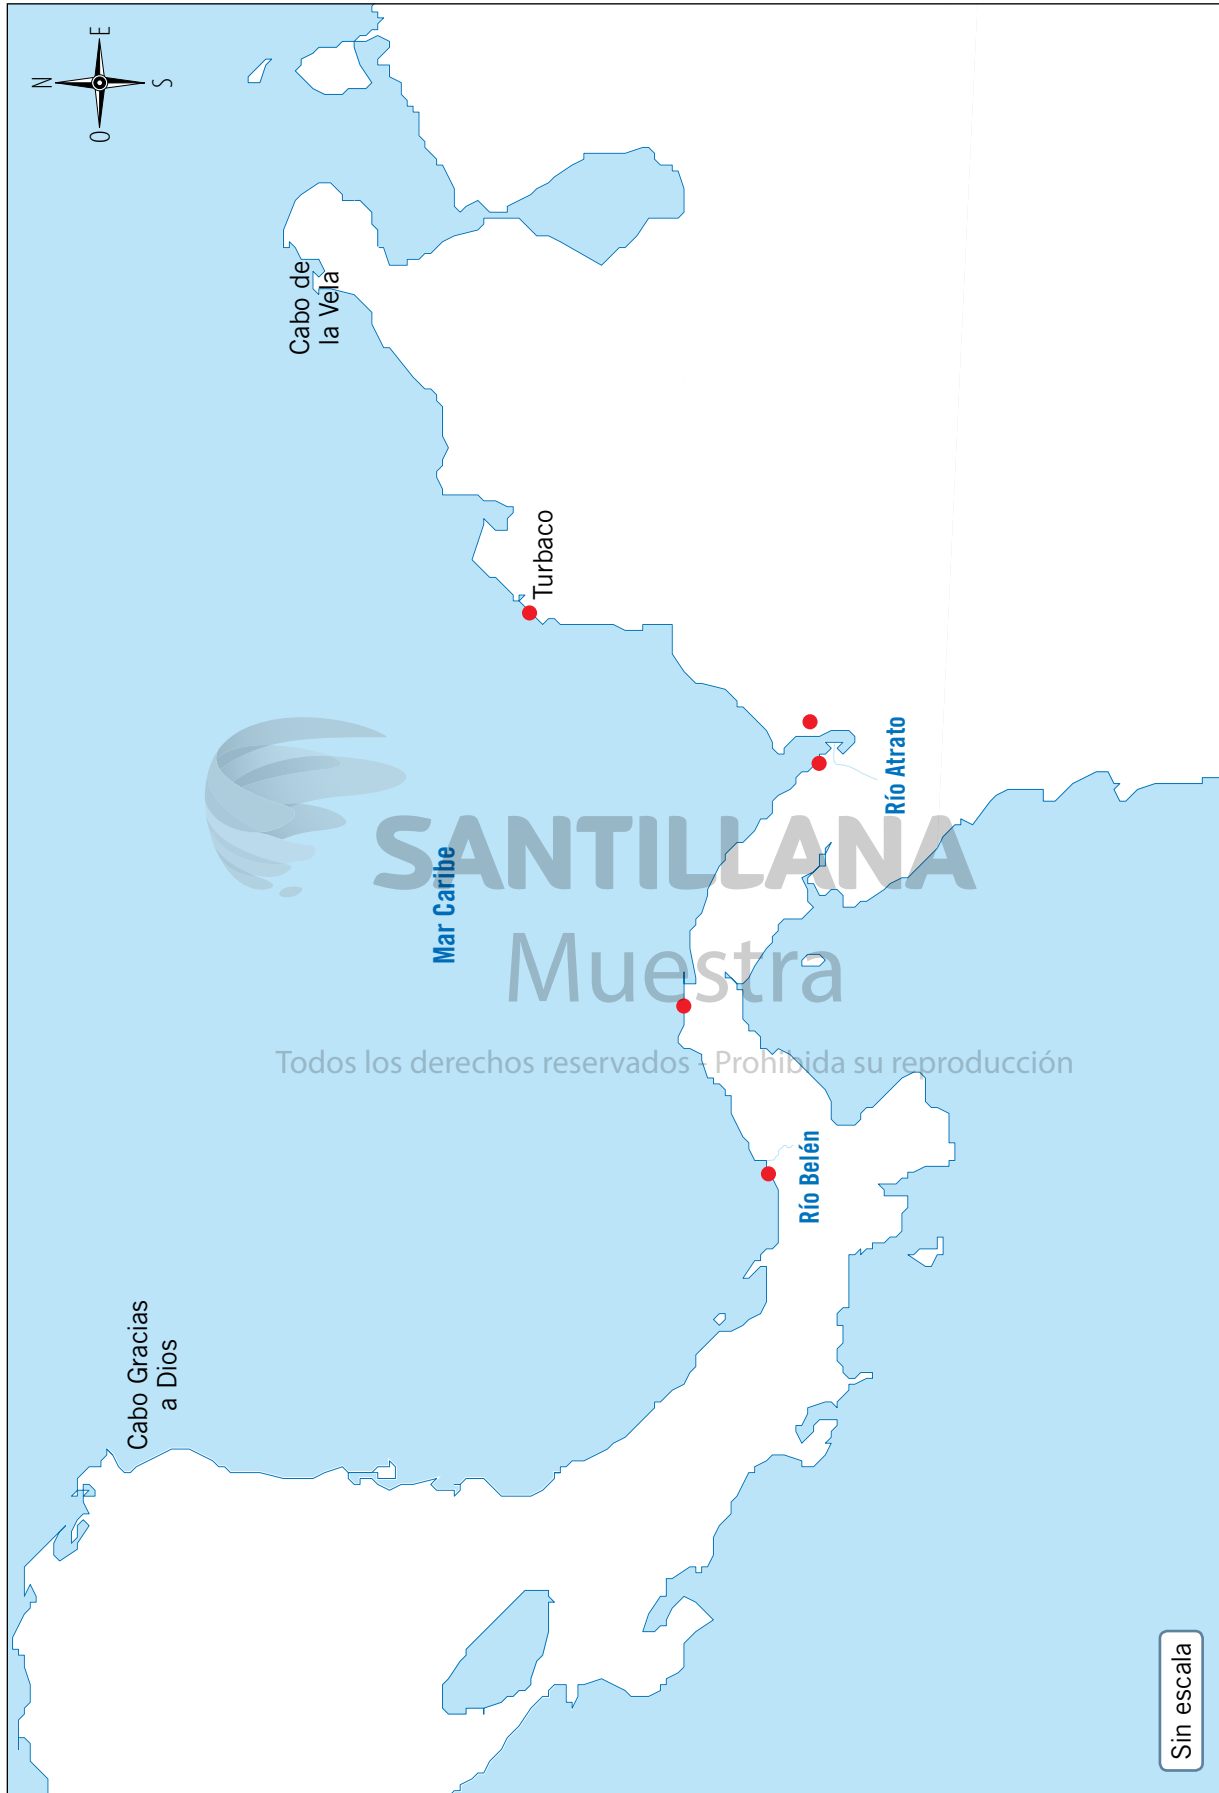 N
E
S
O
Cabo de
la Vela
Turbaco
Mar Caribe
Río Atrato
SANTILLANA
Muestra
Todos los derechos reservados - Prohibida su reproducción
Río Belén
Cabo Gracias
a Dios
Sin escala